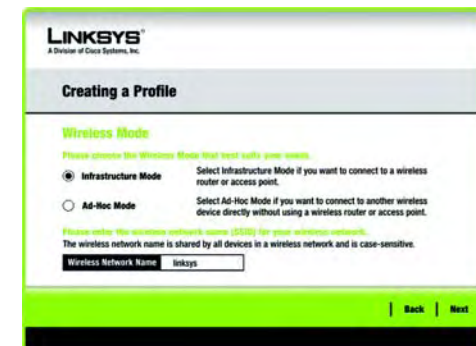 LINKSYS®
A Division of Cisco Systems, Inc.
Creating a Profile
Wireless Mode
Please choose the Wireless Mode that best suits your needs.
Infrastructure Mode
Select Infrastructure Mode if you want to connect to a wireless
router or access point.
Ad-Hoc Mode
Select Ad-Hoc Mode if you want to connect to another wireless
device directly without using a wireless router or access point.
Please enter the wireless network name (SSID) for your wireless network.
The wireless network name is shared by all devices in a wireless network and is case-sensitive.
Wireless Network Name linksys
Back Next